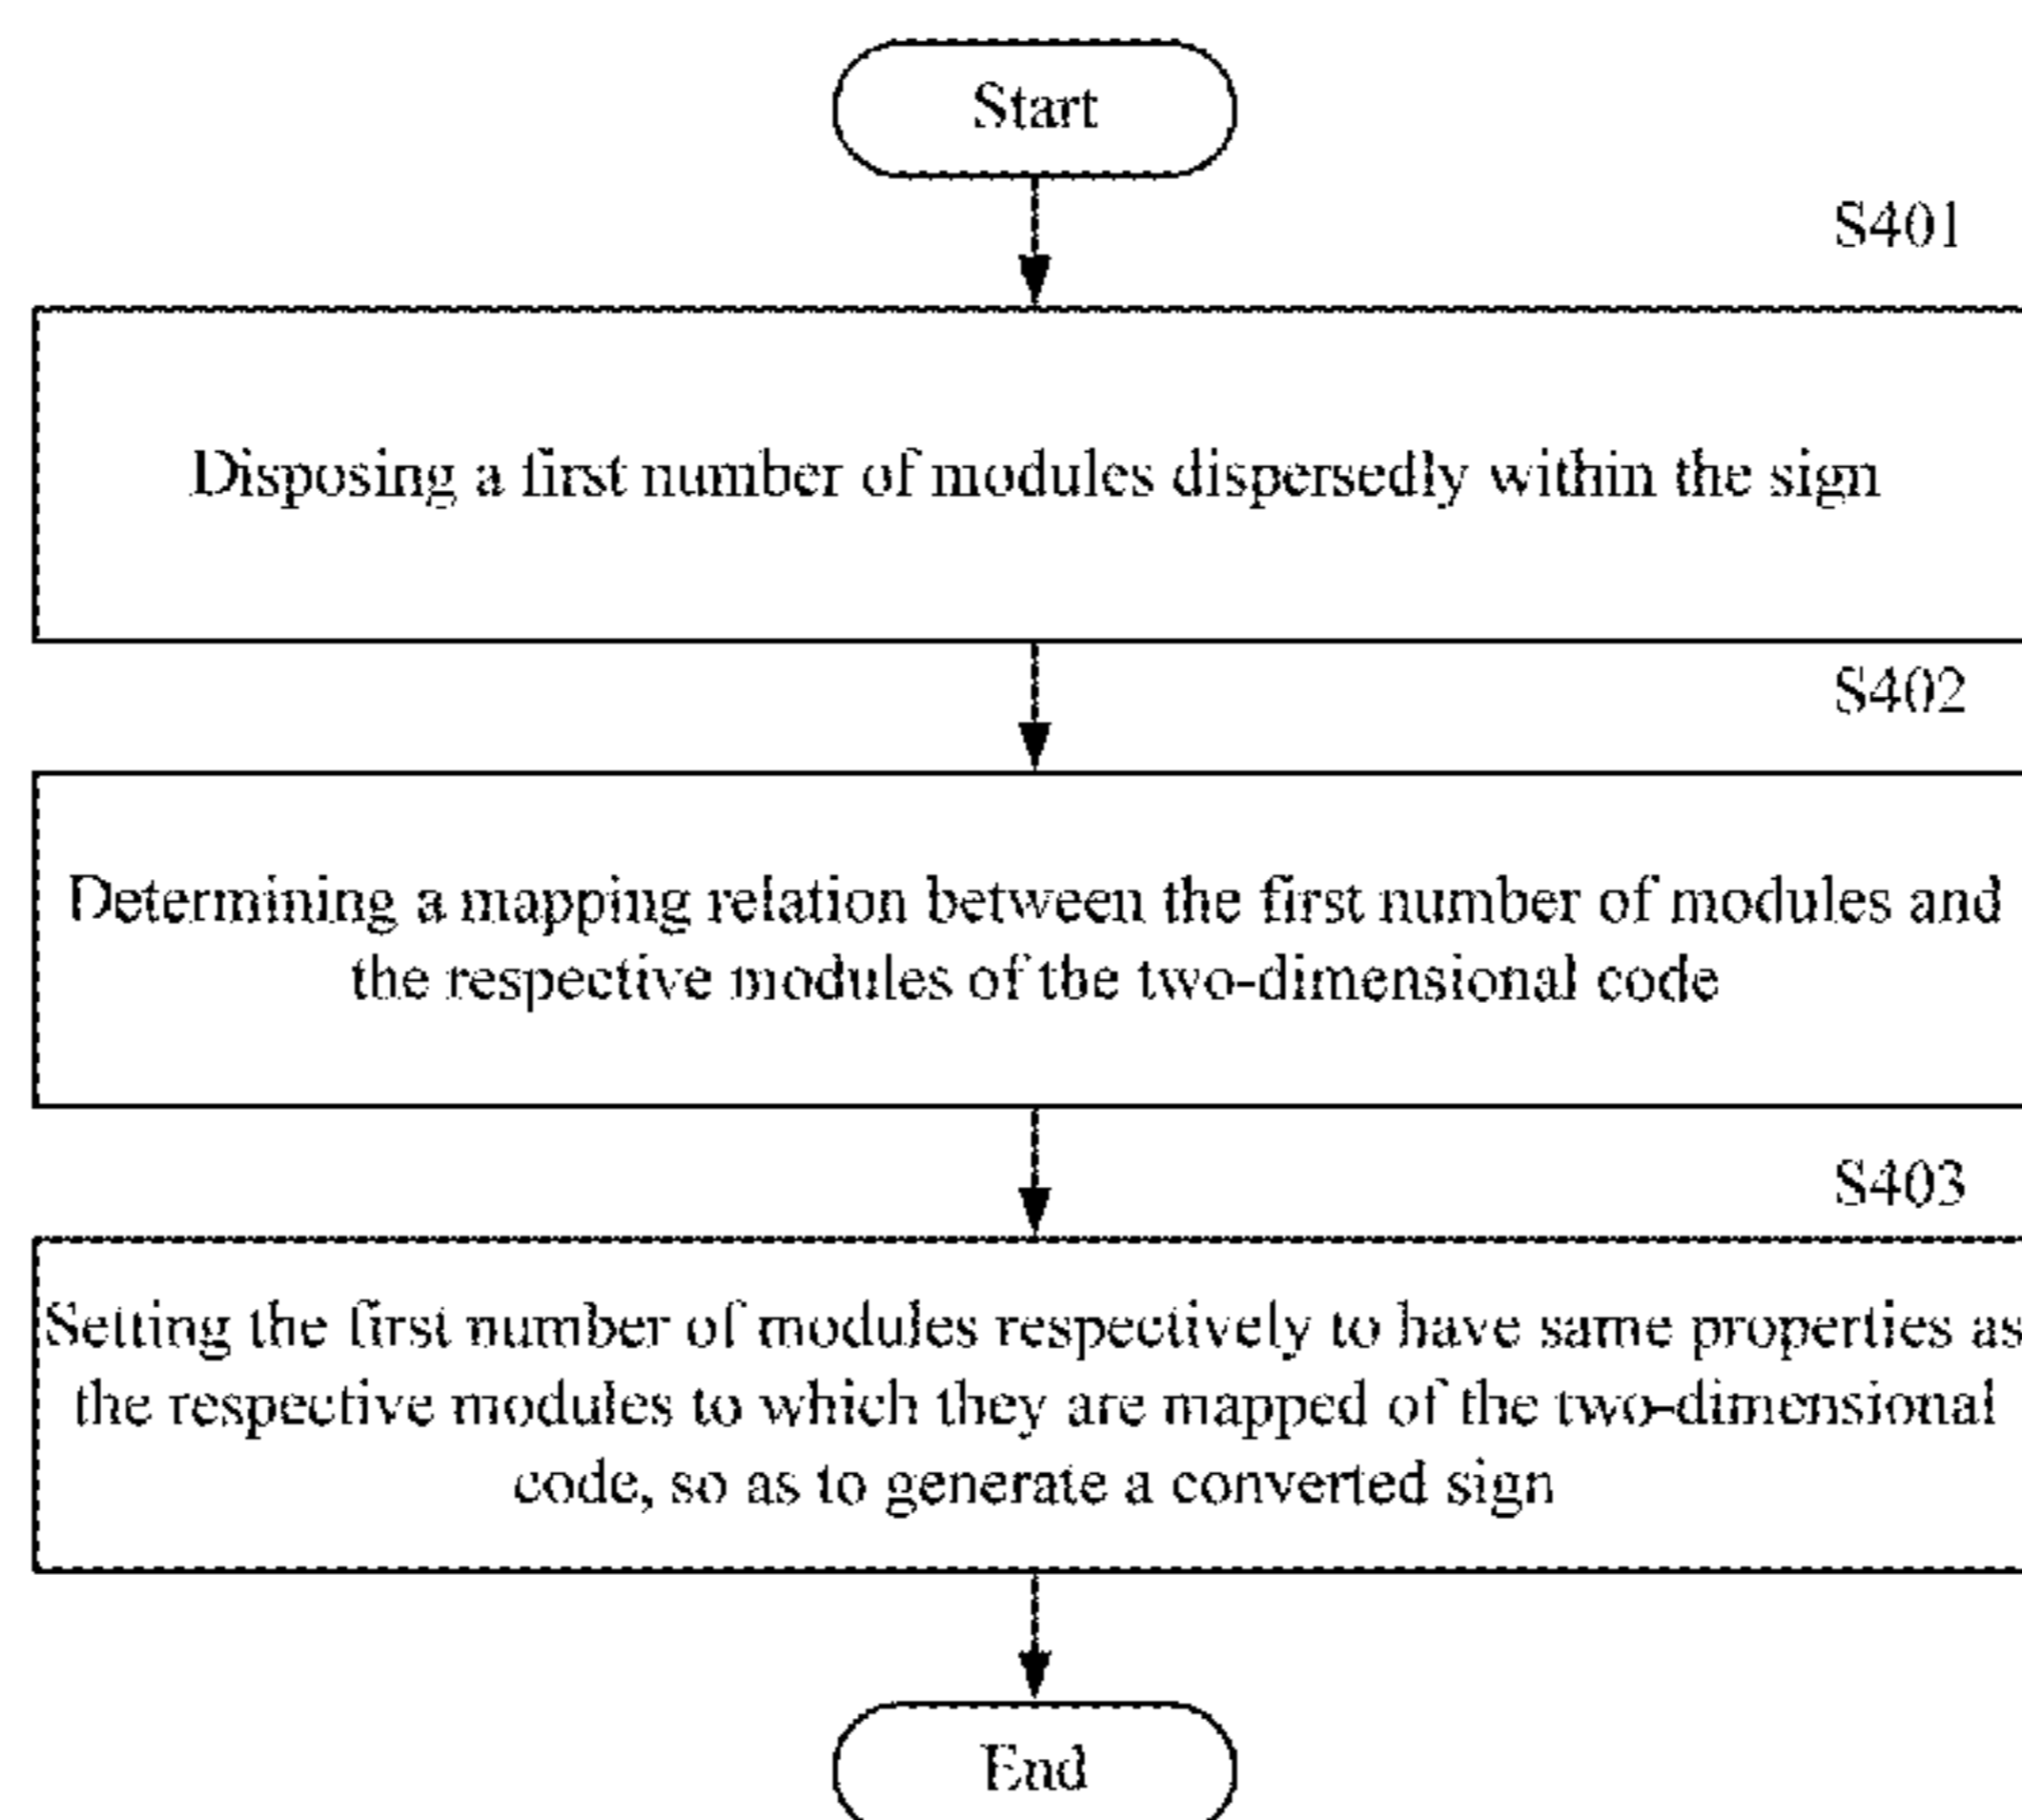 Start
S401
Disposing a first number of modules dispersedly within the sign
S402
Determining a mapping relation between the first number of modules and
the respective modules of the two-dimensional code
S403
Setting the first number of modules respectively to have same properties as
the respective modules to which they are mapped of the two-dimensional
code, so as to generate a converted sign
End